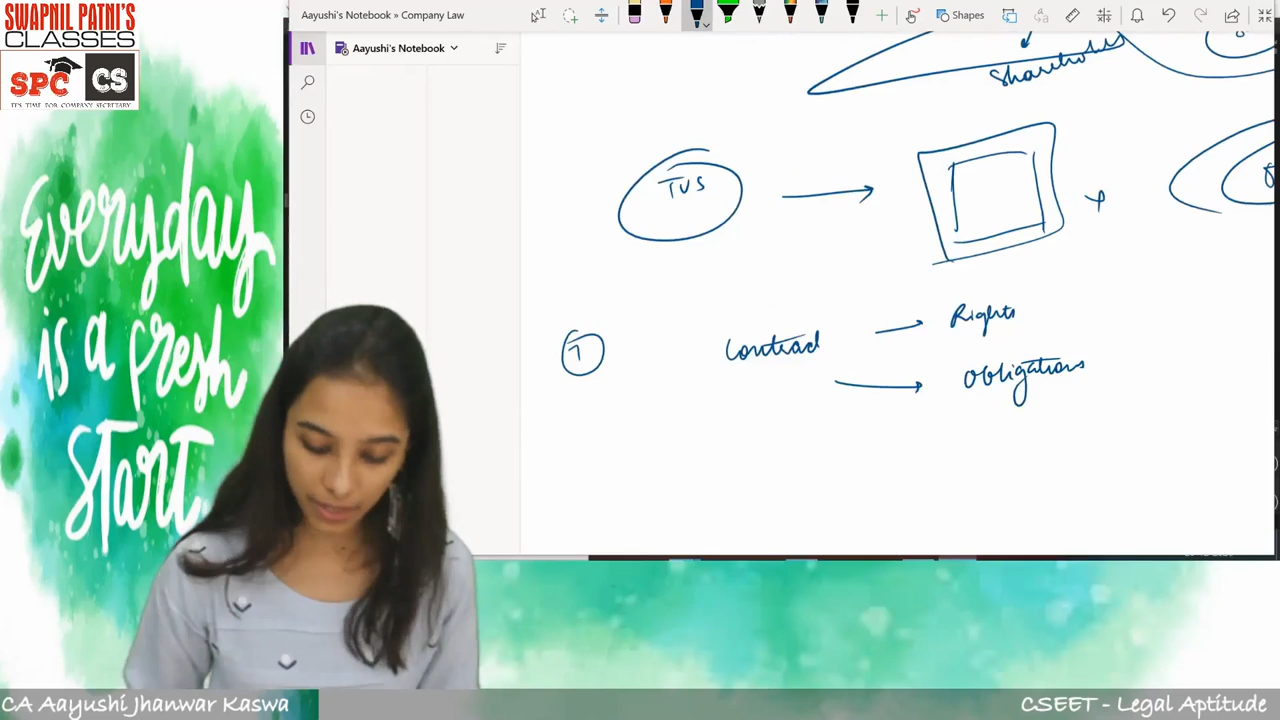 SWAPNIL PATNI'S
CLASSES
SPC CS
IT'S TIME FOR COMPANY SECRETARY
Everyday
is a fresh
start
Aayushi's Notebook » Company Law
Shapes
Aayushi's Notebook
TVS
Contract
Rights
Obligations
CA Aayushi Jhanwar Kaswa
CSEET - Legal Aptitude